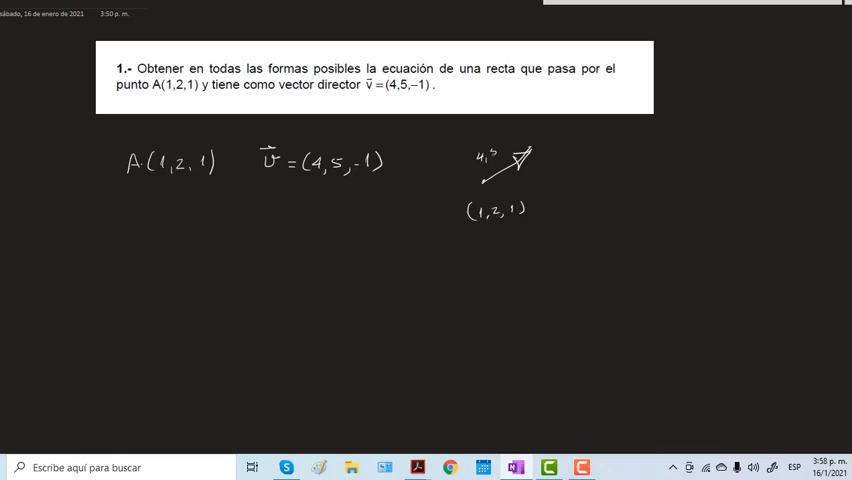 sábado, 16 de enero de 2021 3:50 p. m.
1.- Obtener en todas las formas posibles la ecuación de una recta que pasa por el
punto A(1,2,1) y tiene como vector director v⃗ = (4,5,−1) .
A (1, 2, 1) v⃗ = (4, 5, -1)
4, 5
(1, 2, 1)
Escribe aquí para buscar
ESP
3:58 p. m.
16/1/2021